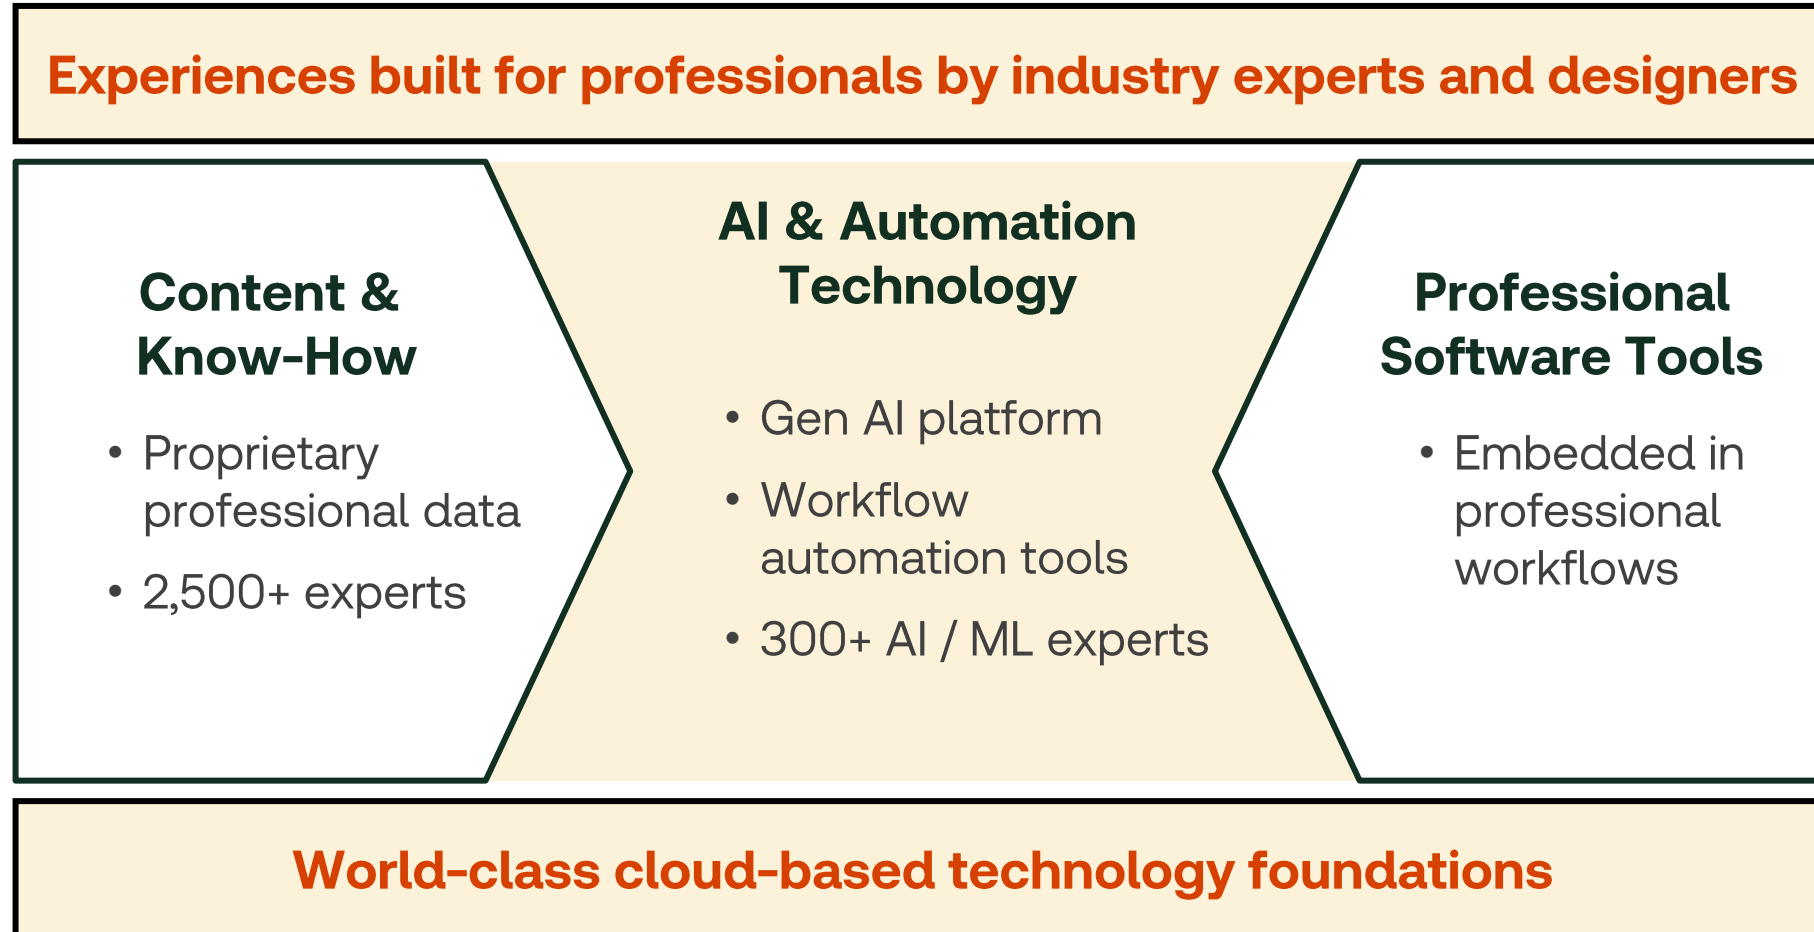 Experiences built for professionals by industry experts and designers
Content &
Know-How
• Proprietary
professional data
• 2,500+ experts
AI & Automation
Technology
• Gen AI platform
• Workflow
automation tools
• 300+ AI / ML experts
Professional
Software Tools
• Embedded in
professional
workflows
World-class cloud-based technology foundations